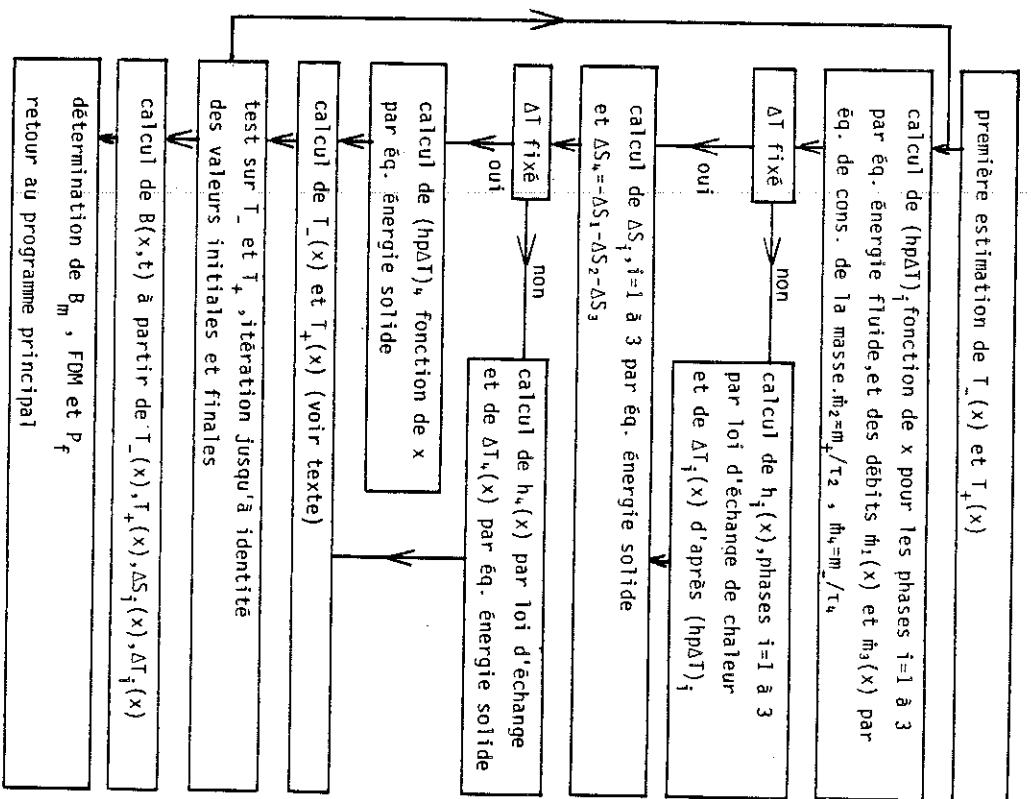 première estimation de T_(x) et T₊(x)
calcul de (hpΔT)ᵢ fonction de x pour les phases i=1 à 3
par éq. énergie fluide,et des débits ṁ₁(x) et ṁ₃(x) par
éq. de cons. de la masse.ṁ₂=m₊/τ₂ , ṁ₄=m_/τ₄
ΔT fixé
non
oui
calcul de hᵢ(x),phases i=1 à 3
par loi d'échange de chaleur
et de ΔTᵢ(x) d'après (hpΔT)ᵢ
calcul de ΔSᵢ,i=1 à 3 par éq. énergie solide
et ΔS₄=-ΔS₁-ΔS₂-ΔS₃
ΔT fixé
non
oui
calcul de h₄(x) par loi d'échange
et de ΔT₄(x) par éq. énergie solide
calcul de (hpΔT)₄ fonction de x
par éq. énergie solide
calcul de T_(x) et T₊(x) (voir texte)
test sur T_ et T₊ ,itération jusqu'à identité
des valeurs initiales et finales
calcul de B(x,t) à partir de T_(x),T₊(x),ΔSᵢ(x),ΔTᵢ(x)
détermination de Bₘ , FDM et P_f
retour au programme principal